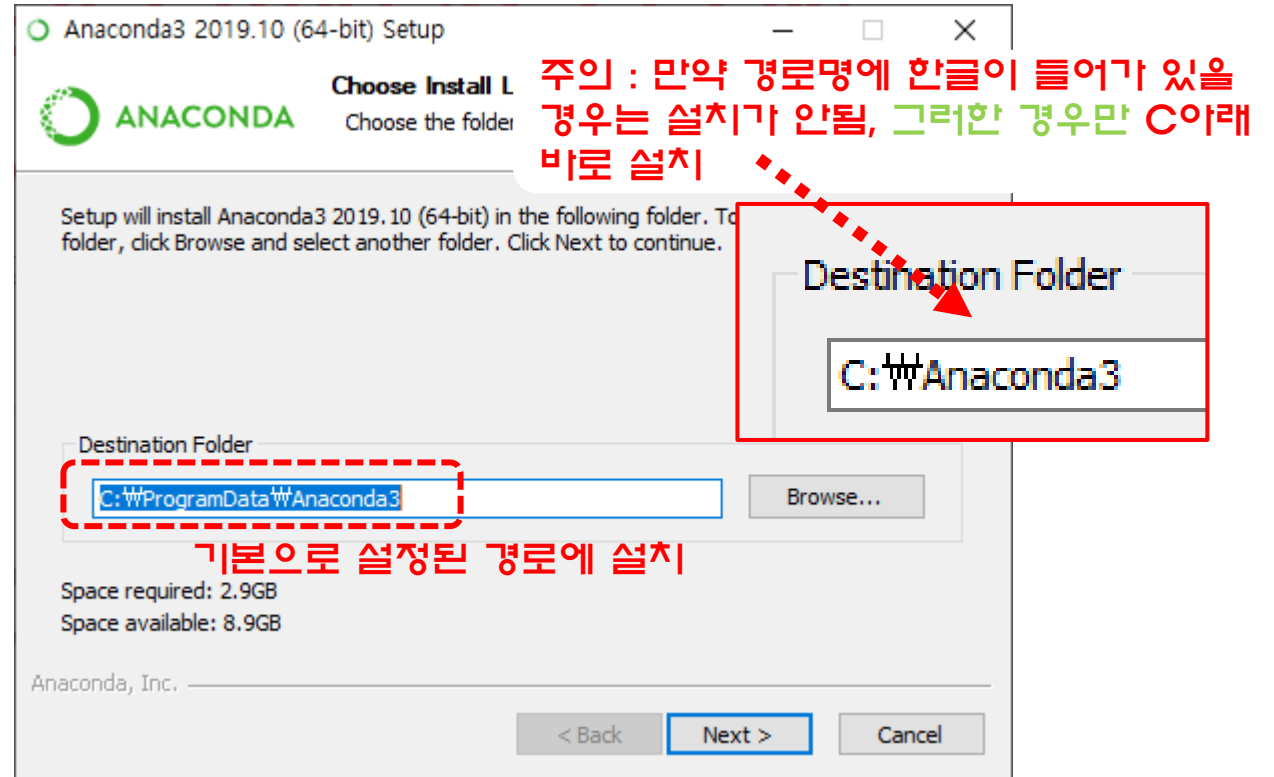 Anaconda3 2019.10 (64-bit) Setup
ANACONDA
Choose Install L
Choose the folder
주의 : 만약 경로명에 한글이 들어가 있을
경우는 설치가 안됨, 그러한 경우만 C아래
바로 설치
Setup will install Anaconda3 2019.10 (64-bit) in the following folder. To
folder, click Browse and select another folder. Click Next to continue.
Destination Folder
C:₩Anaconda3
Destination Folder
C:₩ProgramData₩Anaconda3
Browse...
기본으로 설정된 경로에 설치
Space required: 2.9GB
Space available: 8.9GB
Anaconda, Inc.
< Back
Next >
Cancel